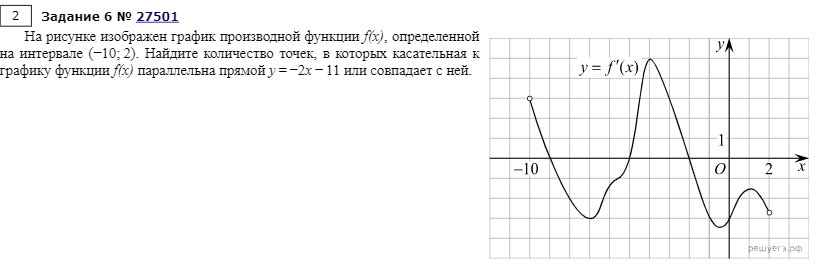 2 Задание 6 № 27501
На рисунке изображен график производной функции f(x), определенной
на интервале (−10; 2). Найдите количество точек, в которых касательная к
графику функции f(x) параллельна прямой y = −2x − 11 или совпадает с ней.
y
y = f′(x)
1
−10 O 2 x
решуегэ.рф